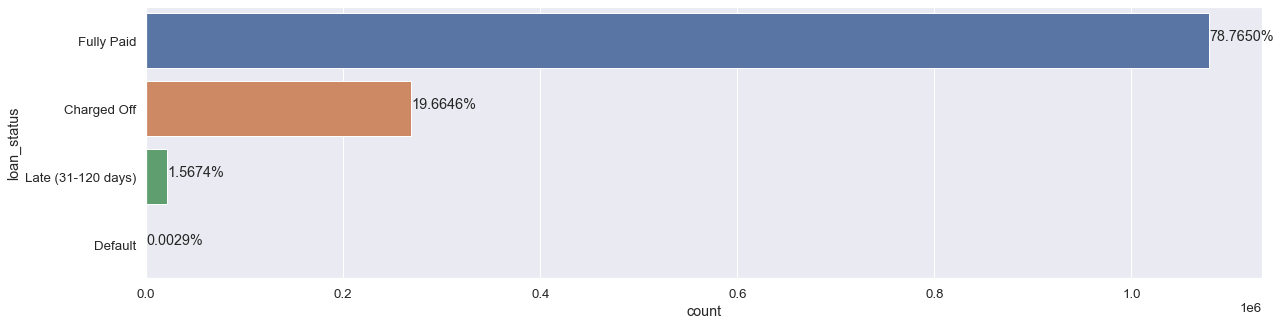 Fully Paid
78.7650%
Charged Off
19.6646%
Late (31-120 days)
1.5674%
Default
0.0029%
loan_status
0.0 0.2 0.4 0.6 0.8 1.0
1e6
count